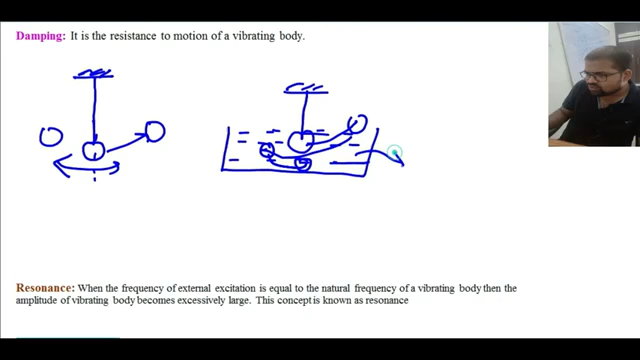 Damping: It is the resistance to motion of a vibrating body.
Resonance: When the frequency of external excitation is equal to the natural frequency of a vibrating body then the
amplitude of vibrating body becomes excessively large. This concept is known as resonance